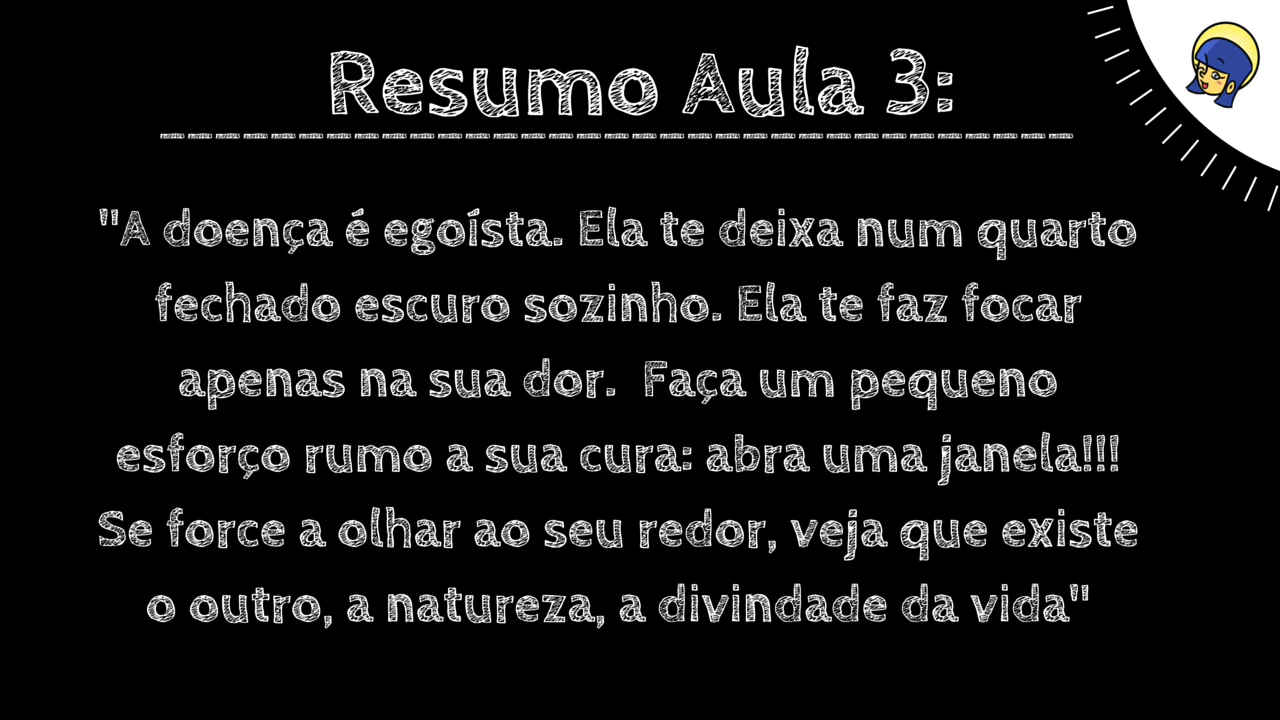 Resumo Aula 3:
"A doença é egoísta. Ela te deixa num quarto
fechado escuro sozinho. Ela te faz focar
apenas na sua dor.  Faça um pequeno
esforço rumo a sua cura: abra uma janela!!!
Se force a olhar ao seu redor, veja que existe
o outro, a natureza, a divindade da vida"